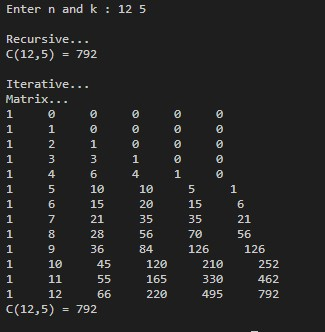 Enter n and k : 12 5
Recursive...
C(12,5) = 792
Iterative...
Matrix...
1 0 0 0 0 0
1 1 0 0 0 0
1 2 1 0 0 0
1 3 3 1 0 0
1 4 6 4 1 0
1 5 10 10 5 1
1 6 15 20 15 6
1 7 21 35 35 21
1 8 28 56 70 56
1 9 36 84 126 126
1 10 45 120 210 252
1 11 55 165 330 462
1 12 66 220 495 792
C(12,5) = 792